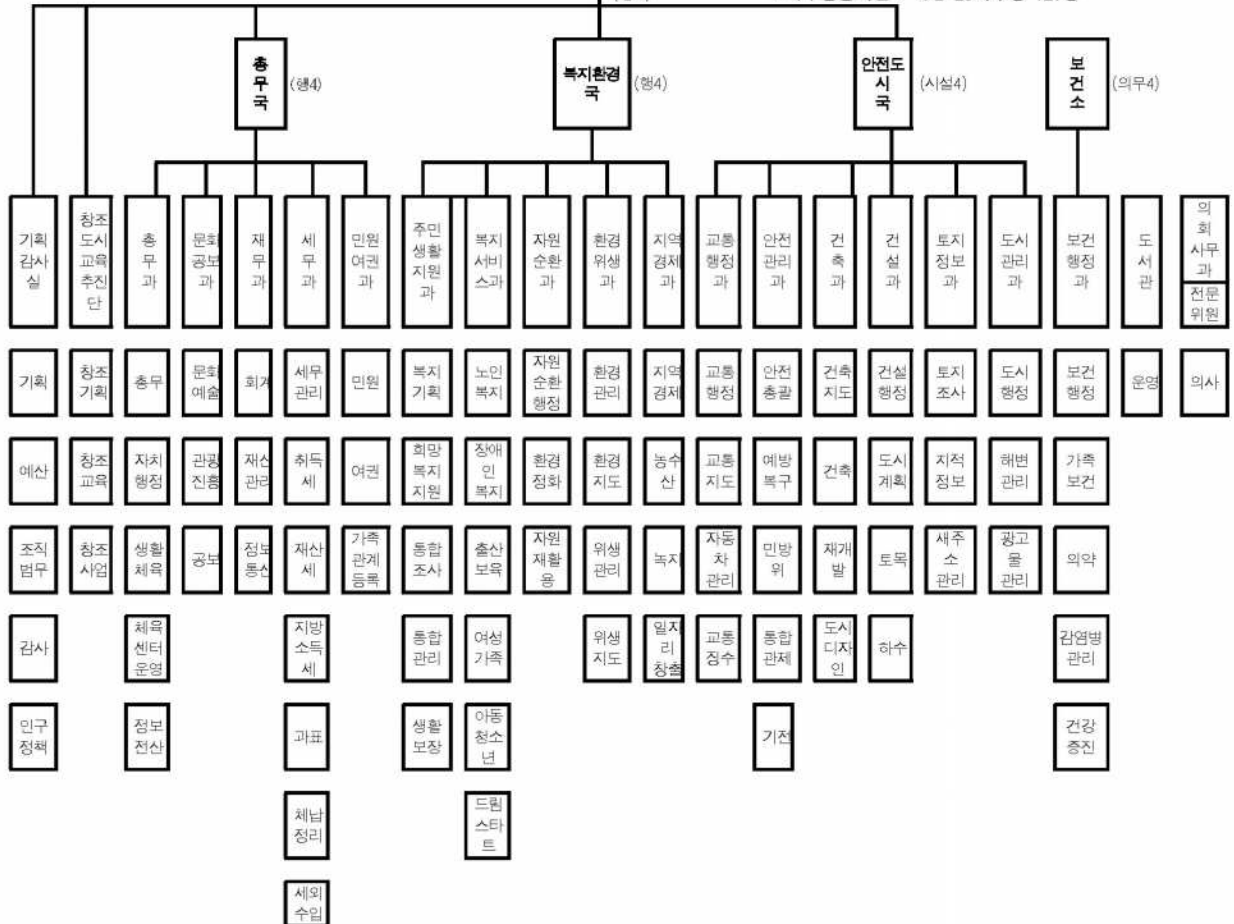 총
무
국
(행4)
복지환경
국
(행4)
안전도
시
국
(시설4)
보
건
소
(의무4)
기획
감사
실
창조
도시
교육
추진
단
총
무
과
문화
공보
과
재
무
과
세
무
과
민원
여권
과
주민
생활
지원
과
복지
서비
스과
자원
순환
과
환경
위생
과
지역
경제
과
교통
행정
과
안전
관리
과
건
축
과
건
설
과
토지
정보
과
도시
관리
과
보건
행정
과
도
서
관
의
회
사무
과
전문
위원
기획
창조
기획
총무
문화
예술
회계
세무
관리
민원
복지
기획
노인
복지
자원
순환
행정
환경
관리
지역
경제
교통
행정
안전
총괄
건축
지도
건설
행정
토지
조사
도시
행정
보건
행정
운영
의사
예산
창조
교육
자치
행정
관광
진흥
재산
관리
취득
세
여권
희망
복지
지원
장애
인
복지
환경
정화
환경
지도
농수
산
교통
지도
예방
복구
건축
도시
계획
지적
정보
해변
관리
가족
보건
조직
법무
창조
사업
생활
체육
공보
정보
통신
재산
세
가족
관계
등록
통합
조사
출산
보육
자원
재활
용
위생
관리
녹지
자동
차
관리
민방
위
재개
발
토목
새주
소
관리
광고
물
관리
의약
감사
체육
센터
운영
지방
소득
세
통합
관리
여성
가족
위생
지도
일자
리
창출
교통
징수
통합
관제
도시
디자
인
하수
감염병
관리
인구
정책
정보
전산
과표
생활
보장
아동
청소
년
기전
건강
증진
체납
정리
드림
스타
트
세외
수입